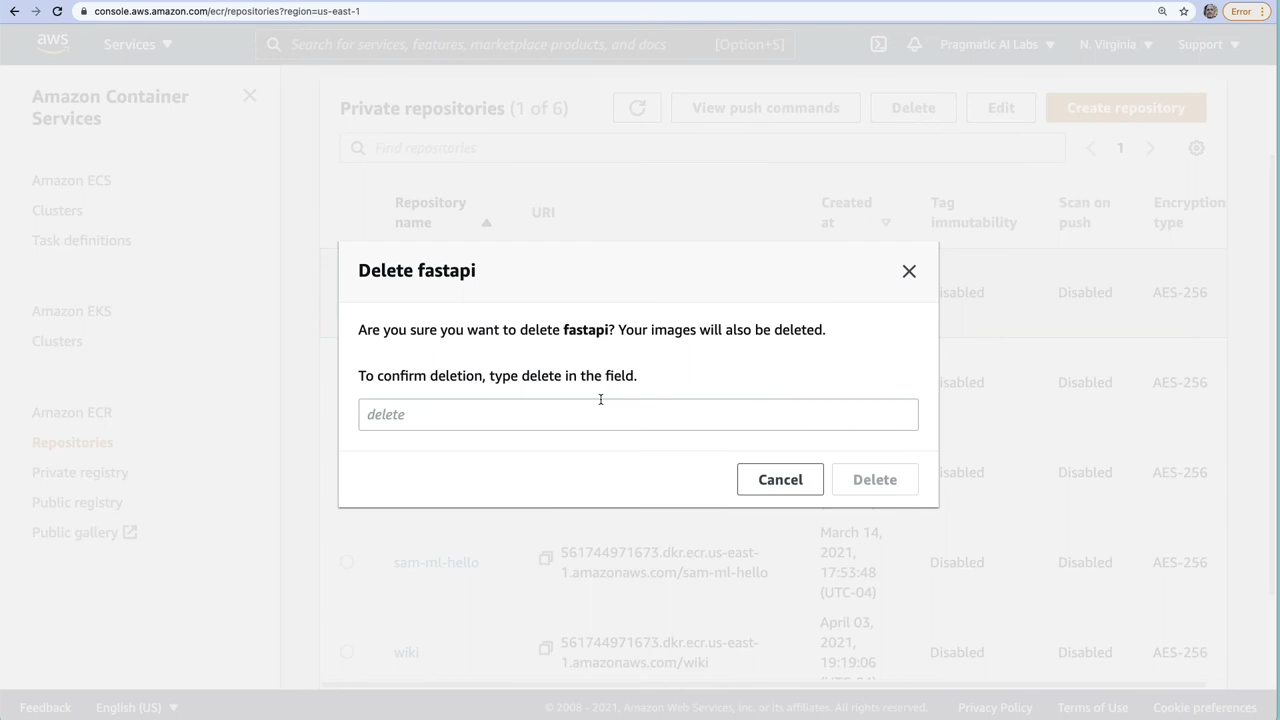 console.aws.amazon.com/ecr/repositories?region=us-east-1
Error
aws
Services
Search for services, features, marketplace products, and docs
[Option+S]
Pragmatic AI Labs
N. Virginia
Support
Amazon Container
Services
Amazon ECS
Clusters
Task definitions
Amazon EKS
Clusters
Amazon ECR
Repositories
Private registry
Public registry
Public gallery
Private repositories (1 of 6)
View push commands
Delete
Edit
Create repository
Find repositories
1
Repository
name
URI
Created
at
Tag
immutability
Scan on
push
Encryption
type
isabled
Disabled
AES-256
Delete fastapi
Are you sure you want to delete fastapi? Your images will also be deleted.
To confirm deletion, type delete in the field.
delete
Cancel
Delete
isabled
Disabled
AES-256
isabled
Disabled
AES-256
sam-ml-hello
561744971673.dkr.ecr.us-east-
1.amazonaws.com/sam-ml-hello
March 14,
2021,
17:53:48
(UTC-04)
Disabled
Disabled
AES-256
wiki
561744971673.dkr.ecr.us-east-
1.amazonaws.com/wiki
April 03,
2021,
19:19:06
Disabled
Disabled
AES-256
Feedback
English (US)
© 2008 - 2021, Amazon Web Services, Inc. or its affiliates. All rights reserved.
Privacy Policy
Terms of Use
Cookie preferences